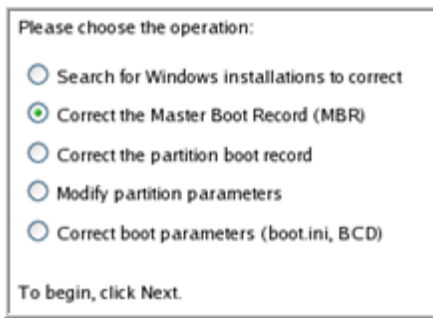 Please choose the operation:
Search for Windows installations to correct
Correct the Master Boot Record (MBR)
Correct the partition boot record
Modify partition parameters
Correct boot parameters (boot.ini, BCD)
To begin, click Next.